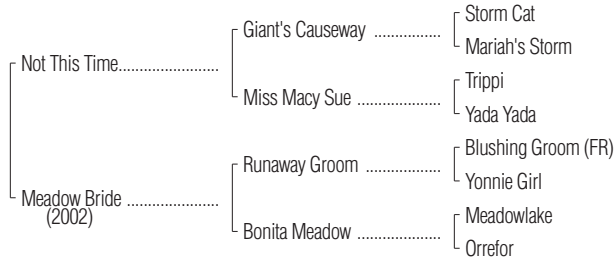 Storm Cat
Giant's Causeway ..................
Mariah's Storm
Not This Time.......................
Trippi
Miss Macy Sue ...................
Yada Yada
Blushing Groom (FR)
Runaway Groom .................
Yonnie Girl
Meadow Bride .....................
(2002)
Meadowlake
Bonita Meadow ...................
Orrefor